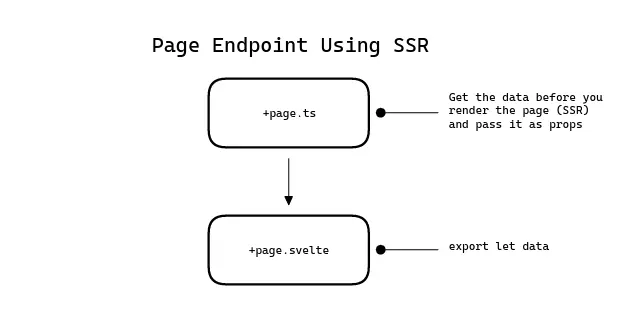 Page Endpoint Using SSR
+page.ts
Get the data before you
render the page (SSR)
and pass it as props
+page.svelte
export let data